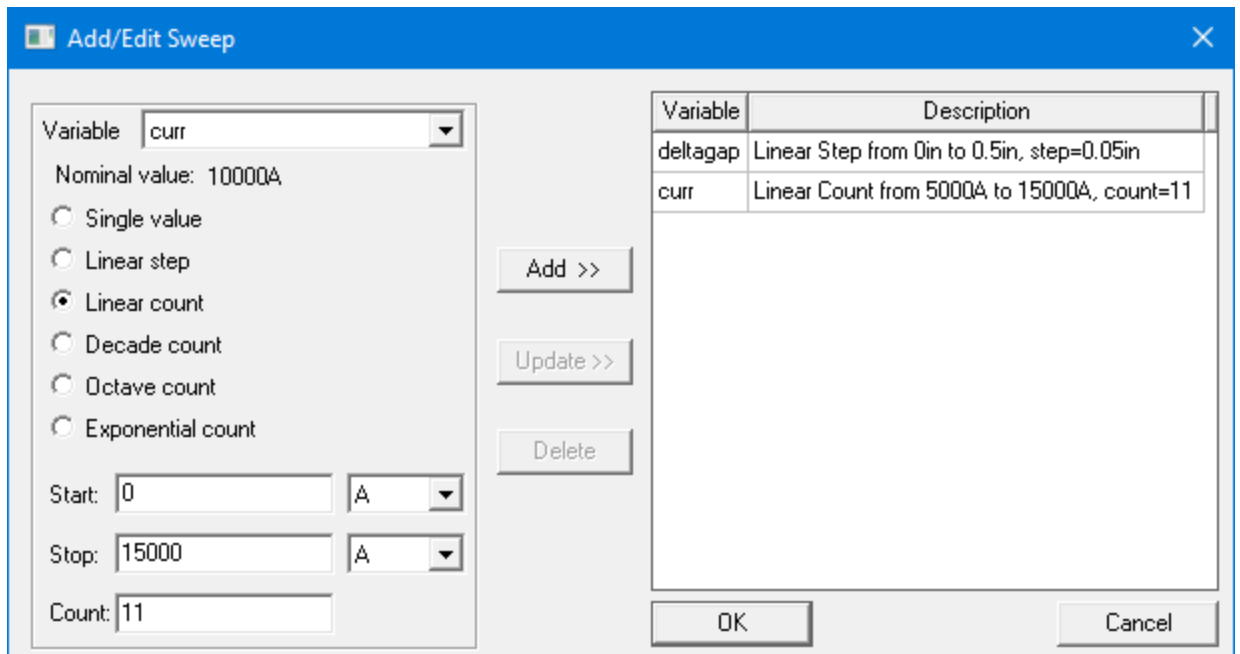 Add/Edit Sweep
Variable curr
Nominal value: 10000A
Single value
Linear step
Linear count
Decade count
Octave count
Exponential count
Start: 0 A
Stop: 15000 A
Count: 11
Add >>
Update >>
Delete
Variable Description
deltagap Linear Step from 0in to 0.5in, step=0.05in
curr Linear Count from 5000A to 15000A, count=11
OK Cancel